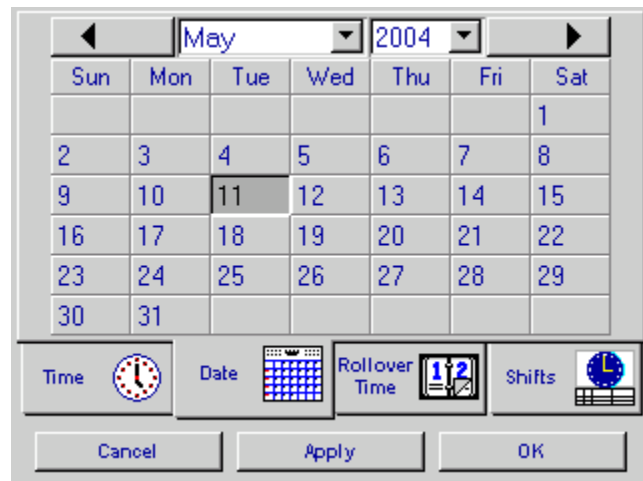 May 2004
Sun Mon Tue Wed Thu Fri Sat
1
2 3 4 5 6 7 8
9 10 11 12 13 14 15
16 17 18 19 20 21 22
23 24 25 26 27 28 29
30 31
Time Date Rollover Time 1 2 Shifts
Cancel Apply OK